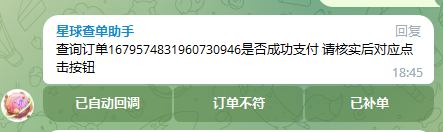 星球查单助手 回复
查询订单1679574831960730946是否成功支付 请核实后对应点
击按钮
18:45
已自动回调 订单不符 已补单